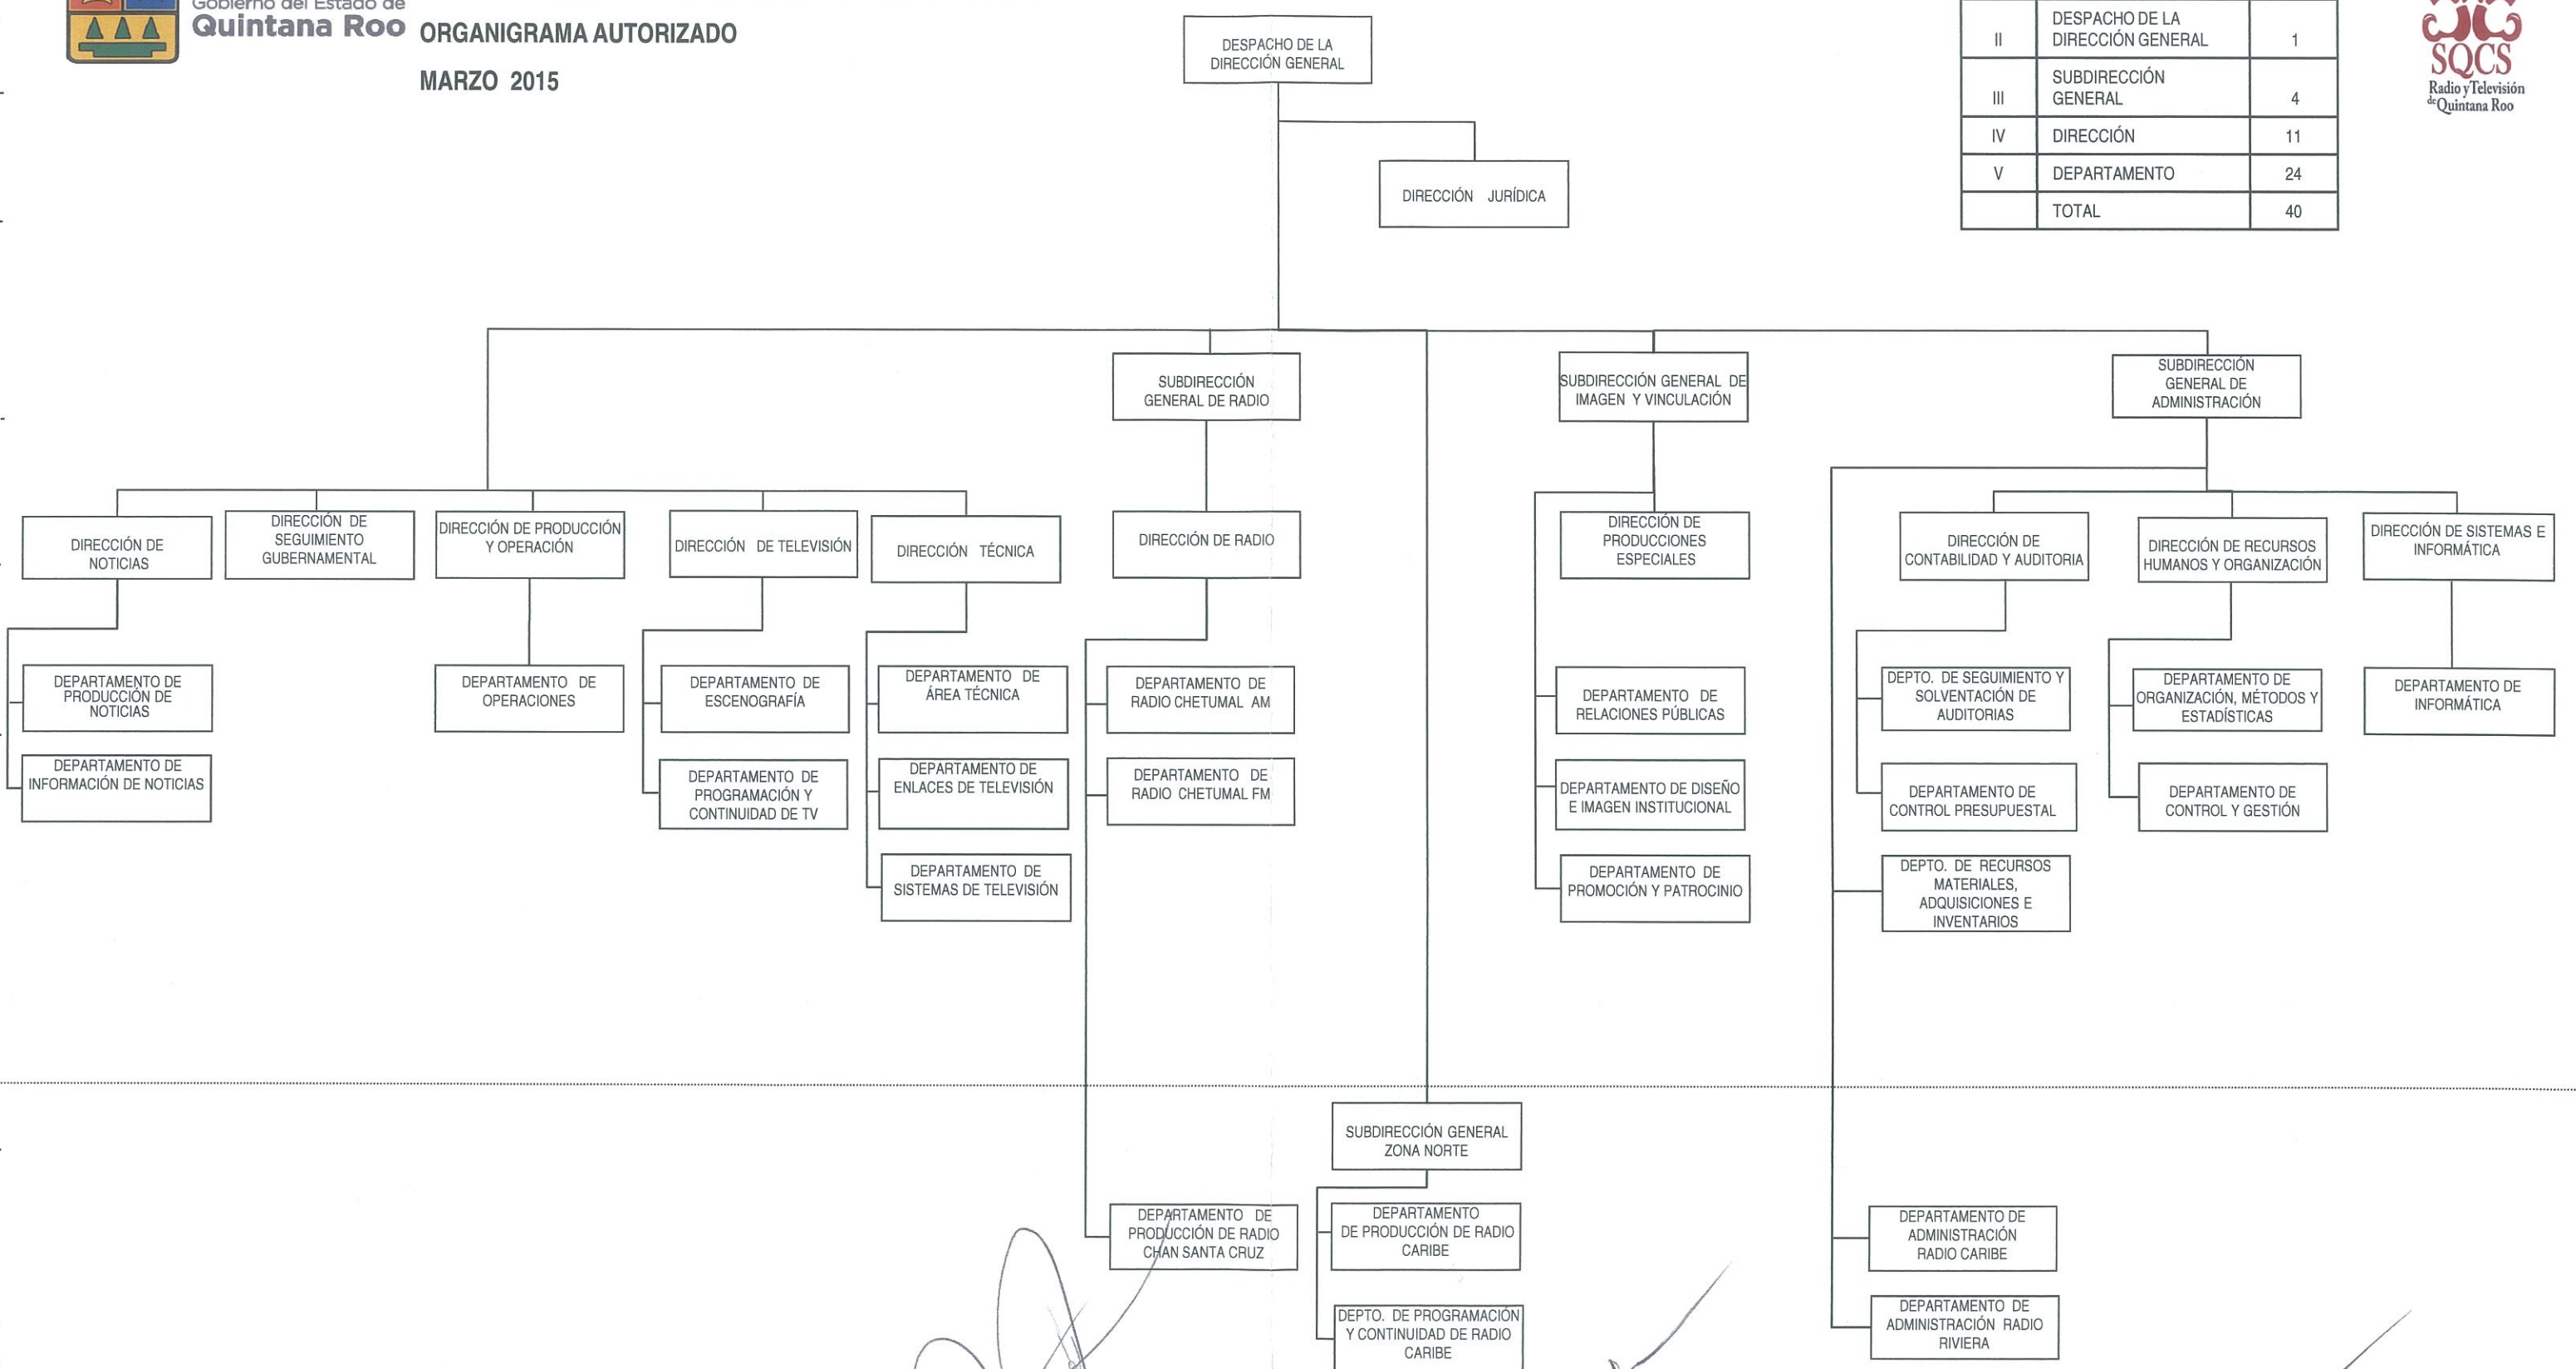 Gobierno del Estado de
Quintana Roo
ORGANIGRAMA AUTORIZADO
MARZO 2015
DESPACHO DE LA
DIRECCIÓN GENERAL
DIRECCIÓN JURÍDICA
II DESPACHO DE LA
DIRECCIÓN GENERAL 1
III SUBDIRECCIÓN
GENERAL 4
IV DIRECCIÓN 11
V DEPARTAMENTO 24
TOTAL 40
SQCS
Radio y Televisión
de Quintana Roo
SUBDIRECCIÓN
GENERAL DE RADIO
SUBDIRECCIÓN GENERAL DE
IMAGEN Y VINCULACIÓN
SUBDIRECCIÓN
GENERAL DE
ADMINISTRACIÓN
DIRECCIÓN DE
NOTICIAS
DIRECCIÓN DE
SEGUIMIENTO
GUBERNAMENTAL
DIRECCIÓN DE PRODUCCIÓN
Y OPERACIÓN
DIRECCIÓN DE TELEVISIÓN
DIRECCIÓN TÉCNICA
DIRECCIÓN DE RADIO
DIRECCIÓN DE
PRODUCCIONES
ESPECIALES
DIRECCIÓN DE
CONTABILIDAD Y AUDITORIA
DIRECCIÓN DE RECURSOS
HUMANOS Y ORGANIZACIÓN
DIRECCIÓN DE SISTEMAS E
INFORMÁTICA
DEPARTAMENTO DE
PRODUCCIÓN DE
NOTICIAS
DEPARTAMENTO DE
OPERACIONES
DEPARTAMENTO DE
ESCENOGRAFÍA
DEPARTAMENTO DE
ÁREA TÉCNICA
DEPARTAMENTO DE
RADIO CHETUMAL AM
DEPARTAMENTO DE
RELACIONES PÚBLICAS
DEPTO. DE SEGUIMIENTO Y
SOLVENTACIÓN DE
AUDITORIAS
DEPARTAMENTO DE
ORGANIZACIÓN, MÉTODOS Y
ESTADÍSTICAS
DEPARTAMENTO DE
INFORMÁTICA
DEPARTAMENTO DE
INFORMACIÓN DE NOTICIAS
DEPARTAMENTO DE
PROGRAMACIÓN Y
CONTINUIDAD DE TV
DEPARTAMENTO DE
ENLACES DE TELEVISIÓN
DEPARTAMENTO DE
RADIO CHETUMAL FM
DEPARTAMENTO DE DISEÑO
E IMAGEN INSTITUCIONAL
DEPARTAMENTO DE
CONTROL PRESUPUESTAL
DEPARTAMENTO DE
CONTROL Y GESTIÓN
DEPARTAMENTO DE
SISTEMAS DE TELEVISIÓN
DEPARTAMENTO DE
PROMOCIÓN Y PATROCINIO
DEPTO. DE RECURSOS
MATERIALES,
ADQUISICIONES E
INVENTARIOS
SUBDIRECCIÓN GENERAL
ZONA NORTE
DEPARTAMENTO DE
PRODUCCIÓN DE RADIO
CHAN SANTA CRUZ
DEPARTAMENTO
DE PRODUCCIÓN DE RADIO
CARIBE
DEPARTAMENTO DE
ADMINISTRACIÓN
RADIO CARIBE
DEPTO. DE PROGRAMACIÓN
Y CONTINUIDAD DE RADIO
CARIBE
DEPARTAMENTO DE
ADMINISTRACIÓN RADIO
RIVIERA